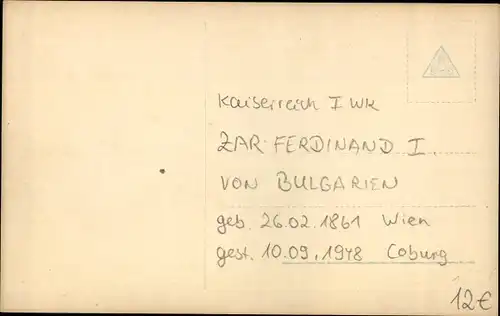 Kaiserreich I WK
ZAR FERDINAND I.
VON BULGARIEN
geb. 26.02.1861 Wien
gest. 10.09.1948 Coburg
12€